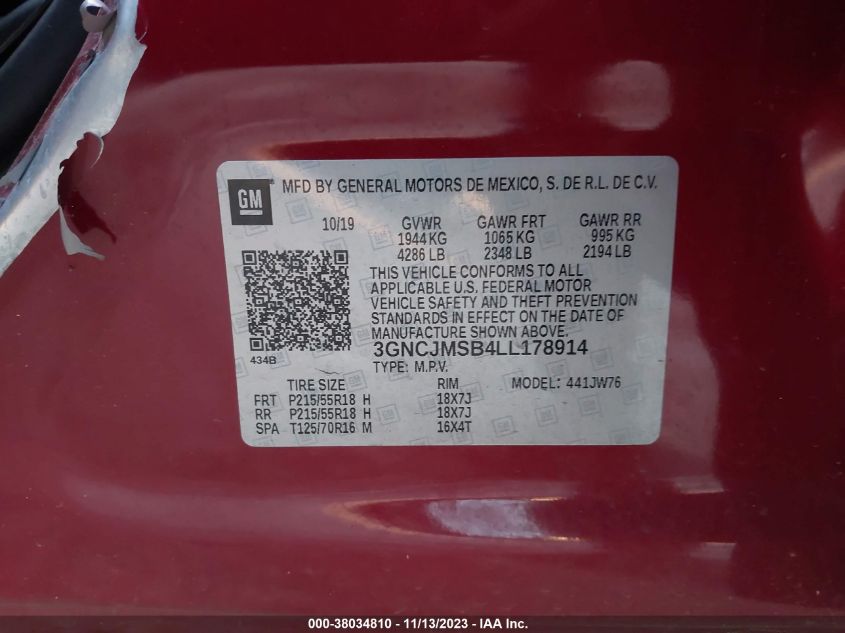 GM MFD BY GENERAL MOTORS DE MEXICO, S. DE R.L. DE C.V.
10/19 GVWR GAWR FRT GAWR RR
1944 KG 1065 KG 995 KG
4286 LB 2348 LB 2194 LB
THIS VEHICLE CONFORMS TO ALL
APPLICABLE U.S. FEDERAL MOTOR
VEHICLE SAFETY AND THEFT PREVENTION
STANDARDS IN EFFECT ON THE DATE OF
MANUFACTURE SHOWN ABOVE.
434B
3GNCJMSB4LL178914
TYPE: M.P.V.
TIRE SIZE RIM MODEL: 441JW76
FRT P215/55R18 H 18X7J
RR P215/55R18 H 18X7J
SPA T125/70R16 M 16X4T
000-38034810 - 11/13/2023 - IAA Inc.